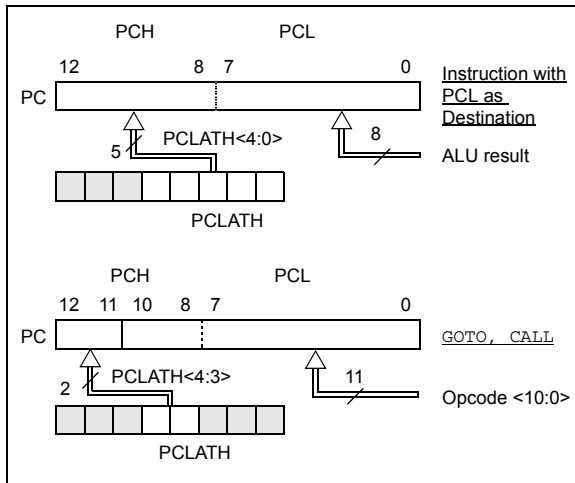 PCH PCL
12 8 7 0
PC
Instruction with
PCL as
Destination
5 PCLATH<4:0> 8
ALU result
PCLATH
PCH PCL
12 11 10 8 7 0
PC GOTO, CALL
2 PCLATH<4:3> 11
Opcode <10:0>
PCLATH